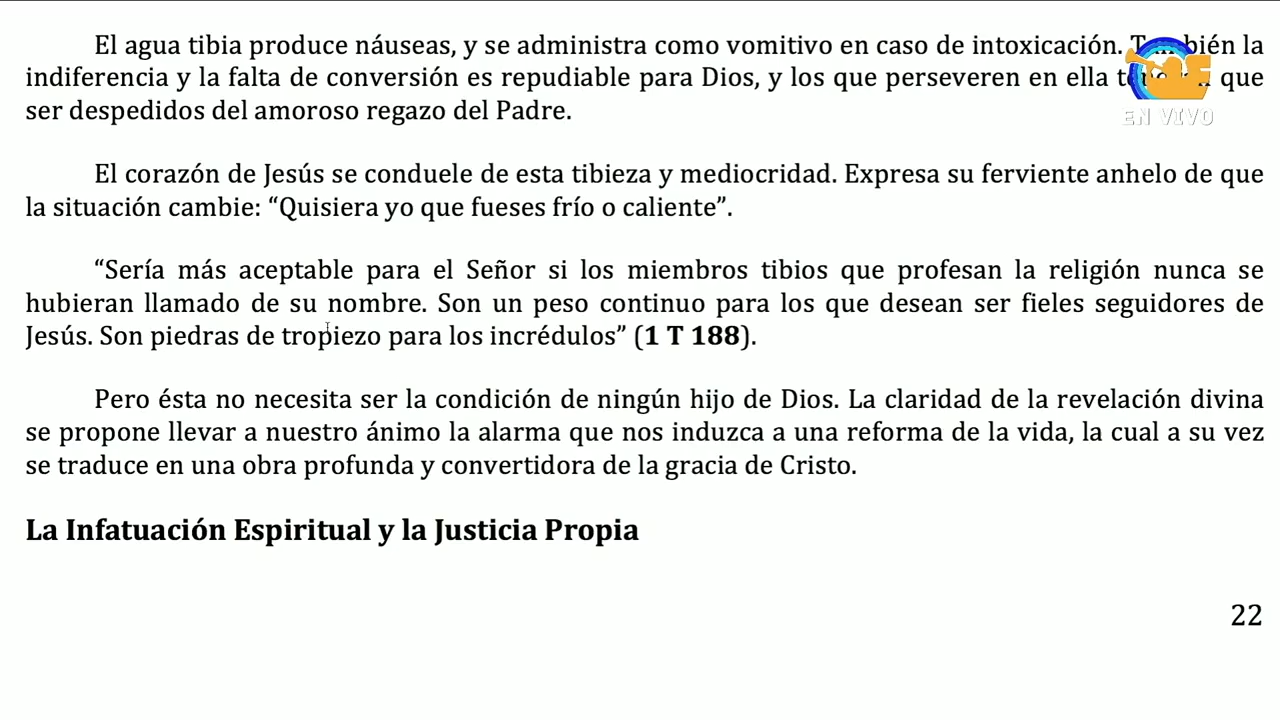 El agua tibia produce náuseas, y se administra como vomitivo en caso de intoxicación. También la
indiferencia y la falta de conversión es repudiable para Dios, y los que perseveren en ella que
ser despedidos del amoroso regazo del Padre.
El corazón de Jesús se conduele de esta tibieza y mediocridad. Expresa su ferviente anhelo de que
la situación cambie: “Quisiera yo que fueses frío o caliente”.
“Sería más aceptable para el Señor si los miembros tibios que profesan la religión nunca se
hubieran llamado de su nombre. Son un peso continuo para los que desean ser fieles seguidores de
Jesús. Son piedras de tropiezo para los incrédulos” (1 T 188).
Pero ésta no necesita ser la condición de ningún hijo de Dios. La claridad de la revelación divina
se propone llevar a nuestro ánimo la alarma que nos induzca a una reforma de la vida, la cual a su vez
se traduce en una obra profunda y convertidora de la gracia de Cristo.
La Infatuación Espiritual y la Justicia Propia
22
EN VIVO